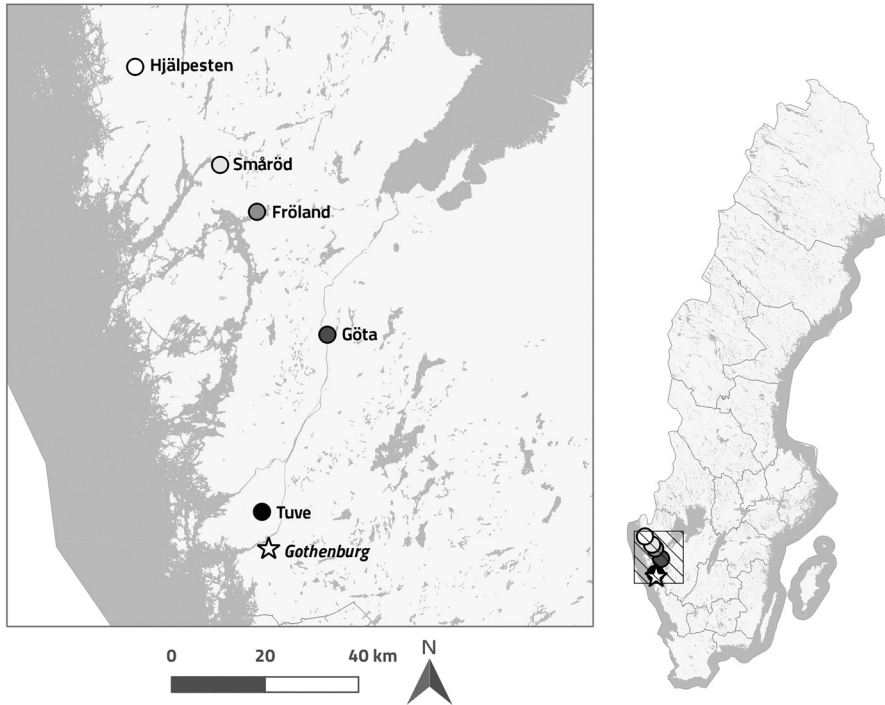 Hjälpesten
Småröd
Fröland
Göta
Tuve
Gothenburg
0 20 40 km
N